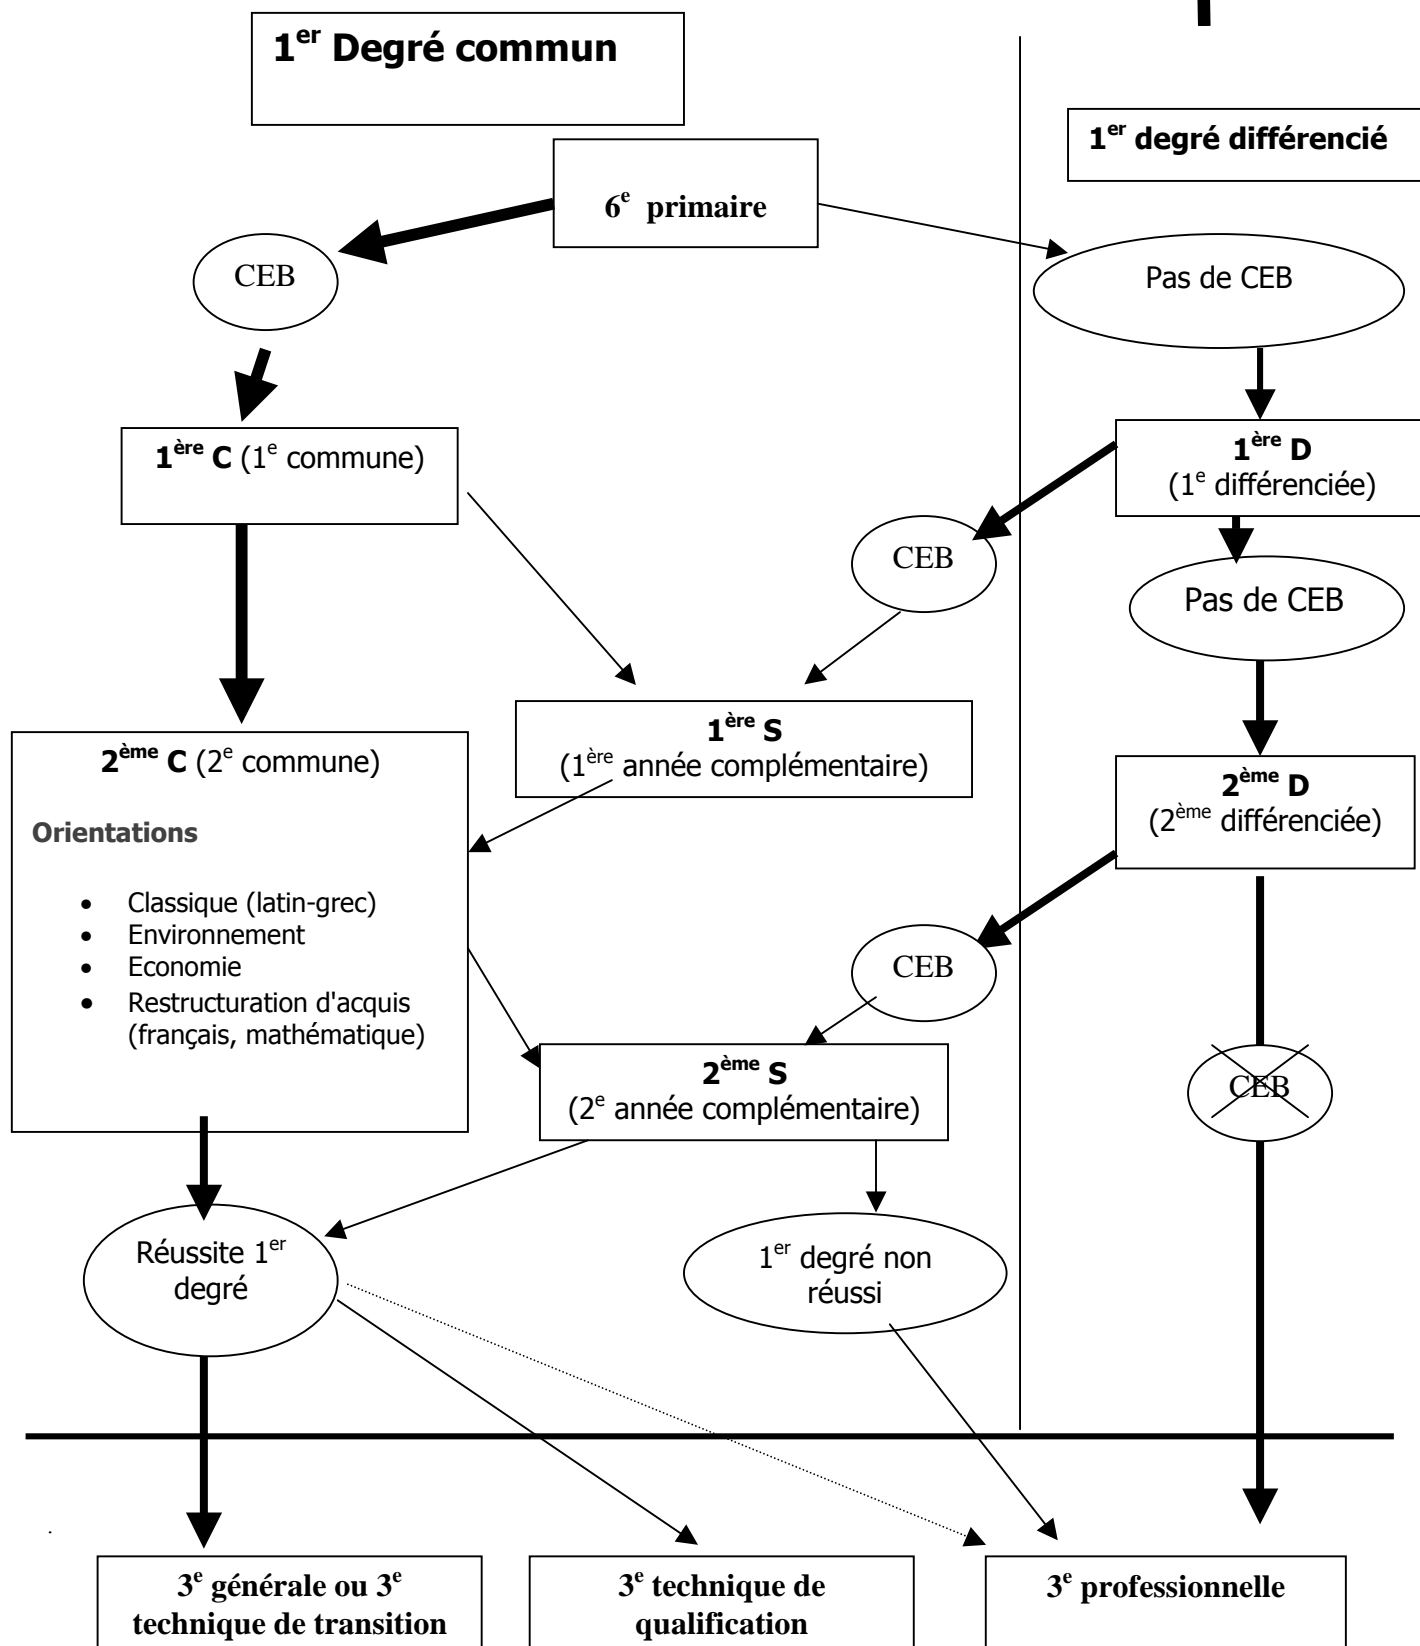 1er Degré commun
1er degré différencié
6e primaire
CEB
Pas de CEB
1ère C (1e commune)
1ère D
(1e différenciée)
CEB
Pas de CEB
1ère S
(1ère année complémentaire)
2ème C (2e commune)
Orientations
• Classique (latin-grec)
• Environnement
• Economie
• Restructuration d'acquis
(français, mathématique)
2ème D
(2ème différenciée)
CEB
2ème S
(2e année complémentaire)
CEB
Réussite 1er
degré
1er degré non
réussi
3e générale ou 3e
technique de transition
3e technique de
qualification
3e professionnelle